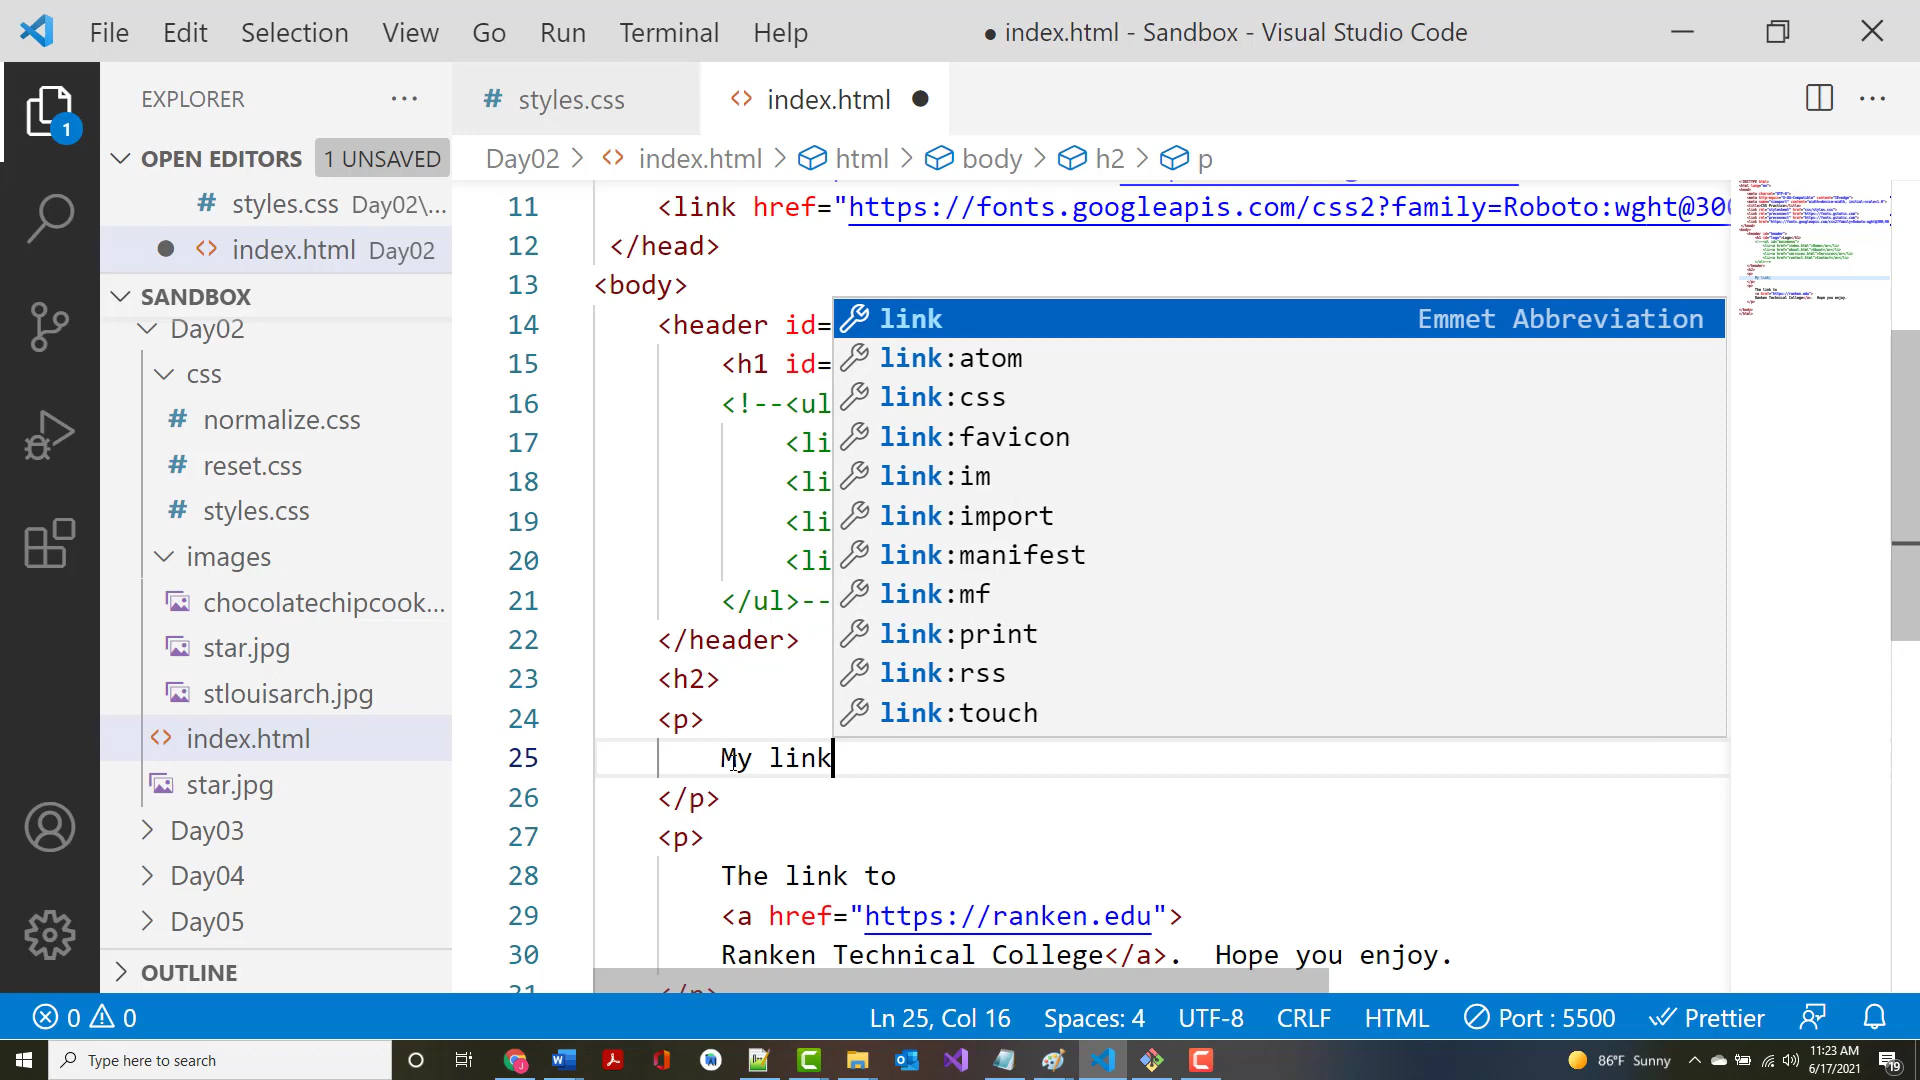 File Edit Selection View Go Run Terminal Help
● index.html - Sandbox - Visual Studio Code
EXPLORER
1
OPEN EDITORS 1 UNSAVED
# styles.css Day02\...
● index.html Day02
SANDBOX
Day02
css
# normalize.css
# reset.css
# styles.css
images
chocolatechipcook...
star.jpg
stlouisarch.jpg
index.html
star.jpg
Day03
Day04
Day05
OUTLINE
# styles.css
index.html ●
Day02 > index.html > html > body > h2 > p
11 <link href="https://fonts.googleapis.com/css2?family=Roboto:wght@300
12 </head>
13 <body>
14 <header id=
15 <h1 id=
16 <!--<ul
17 <li
18 <li
19 <li
20 <li
21 </ul>--
22 </header>
23 <h2>
24 <p>
25 My link
26 </p>
27 <p>
28 The link to
29 <a href="https://ranken.edu">
30 Ranken Technical College</a>.  Hope you enjoy.
31 </p>
link Emmet Abbreviation
link:atom
link:css
link:favicon
link:im
link:import
link:manifest
link:mf
link:print
link:rss
link:touch
0 0 Ln 25, Col 16 Spaces: 4 UTF-8 CRLF HTML Port : 5500 Prettier
Type here to search
86°F Sunny
11:23 AM
6/17/2021
19